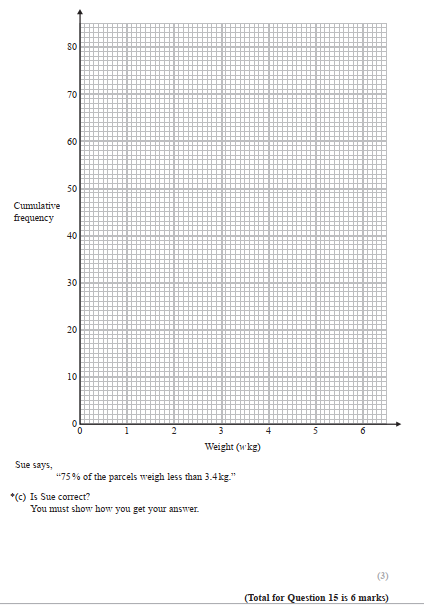 80
70
60
50
Cumulative
frequency
40
30
20
10
0
0 1 2 3 4 5 6
Weight (w kg)
Sue says,
“75% of the parcels weigh less than 3.4 kg.”
*(c) Is Sue correct?
You must show how you get your answer.
(3)
(Total for Question 15 is 6 marks)